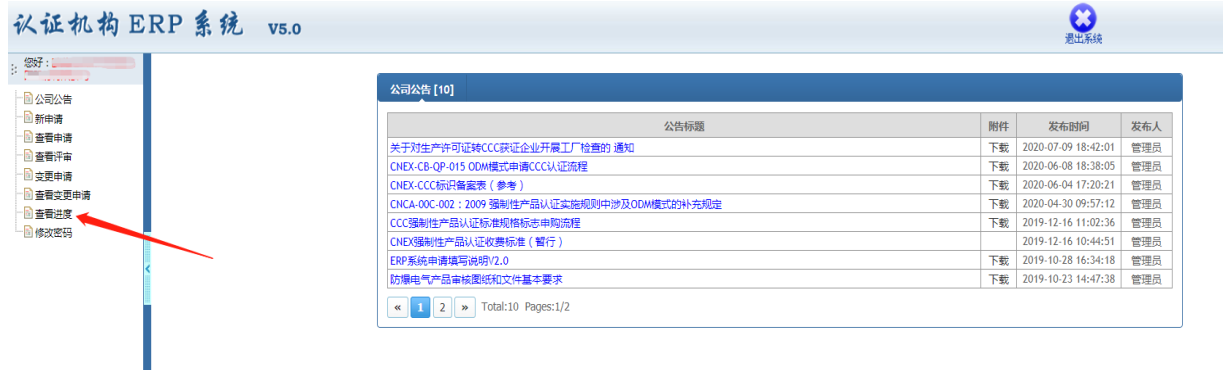 认证机构 ERP 系统 V5.0
退出系统
您好：
公司公告
新申请
查看申请
查看评审
变更申请
查看变更申请
查看进度
修改密码
公司公告 [10]
公告标题 附件 发布时间 发布人
关于对生产许可证转CCC获证企业开展工厂检查的 通知 下载 2020-07-09 18:42:01 管理员
CNEX-CB-QP-015 ODM模式申请CCC认证流程 下载 2020-06-08 18:38:05 管理员
CNEX-CCC标识备案表（参考） 下载 2020-06-04 17:20:21 管理员
CNCA-00C-002：2009 强制性产品认证实施规则中涉及ODM模式的补充规定 下载 2020-04-30 09:57:12 管理员
CCC强制性产品认证标准规格标志申购流程 下载 2019-12-16 11:02:36 管理员
CNEX强制性产品认证收费标准（暂行） 2019-12-16 10:44:51 管理员
ERP系统申请填写说明V2.0 下载 2019-10-28 16:34:18 管理员
防爆电气产品审核图纸和文件基本要求 下载 2019-10-23 14:47:38 管理员
« 1 2 » Total:10 Pages:1/2